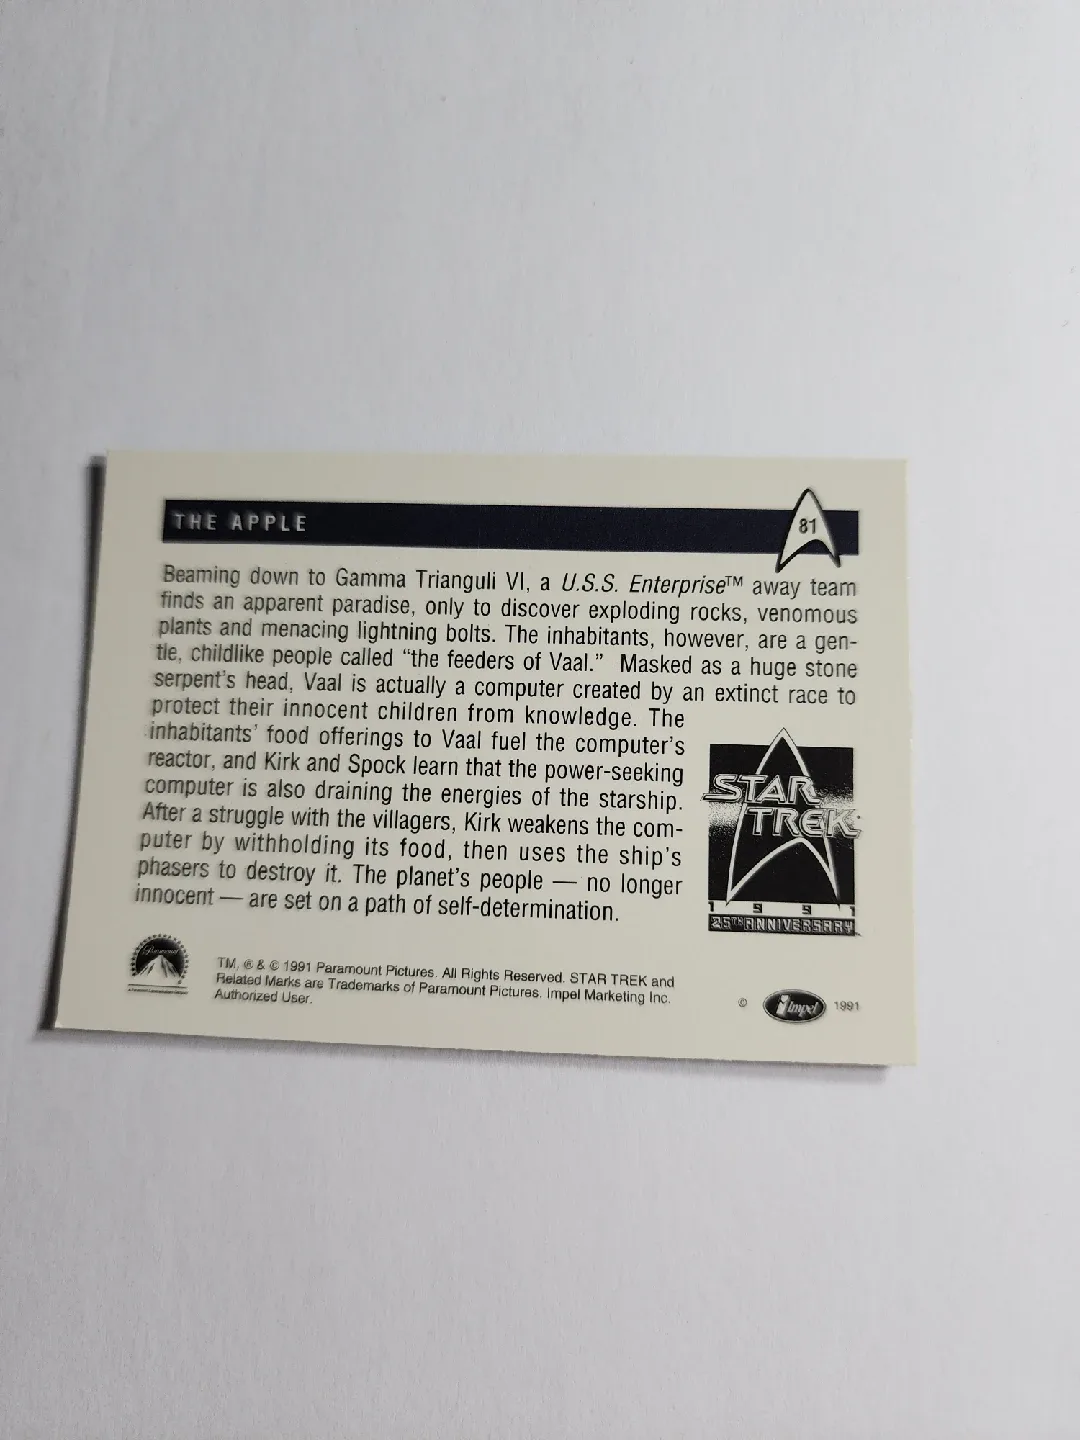 THE APPLE
81
Beaming down to Gamma Trianguli VI, a U.S.S. Enterprise™ away team
finds an apparent paradise, only to discover exploding rocks, venomous
plants and menacing lightning bolts. The inhabitants, however, are a gen-
tle, childlike people called "the feeders of Vaal." Masked as a huge stone
serpent's head, Vaal is actually a computer created by an extinct race to
protect their innocent children from knowledge. The
inhabitants' food offerings to Vaal fuel the computer's
reactor, and Kirk and Spock learn that the power-seeking
computer is also draining the energies of the starship.
After a struggle with the villagers, Kirk weakens the com-
puter by withholding its food, then uses the ship's
phasers to destroy it. The planet's people — no longer
innocent — are set on a path of self-determination.
STAR
TREK
1991
25TH ANNIVERSARY
Paramount
TM, ® & © 1991 Paramount Pictures. All Rights Reserved. STAR TREK and
Related Marks are Trademarks of Paramount Pictures. Impel Marketing Inc.
Authorized User.
© Impel 1991